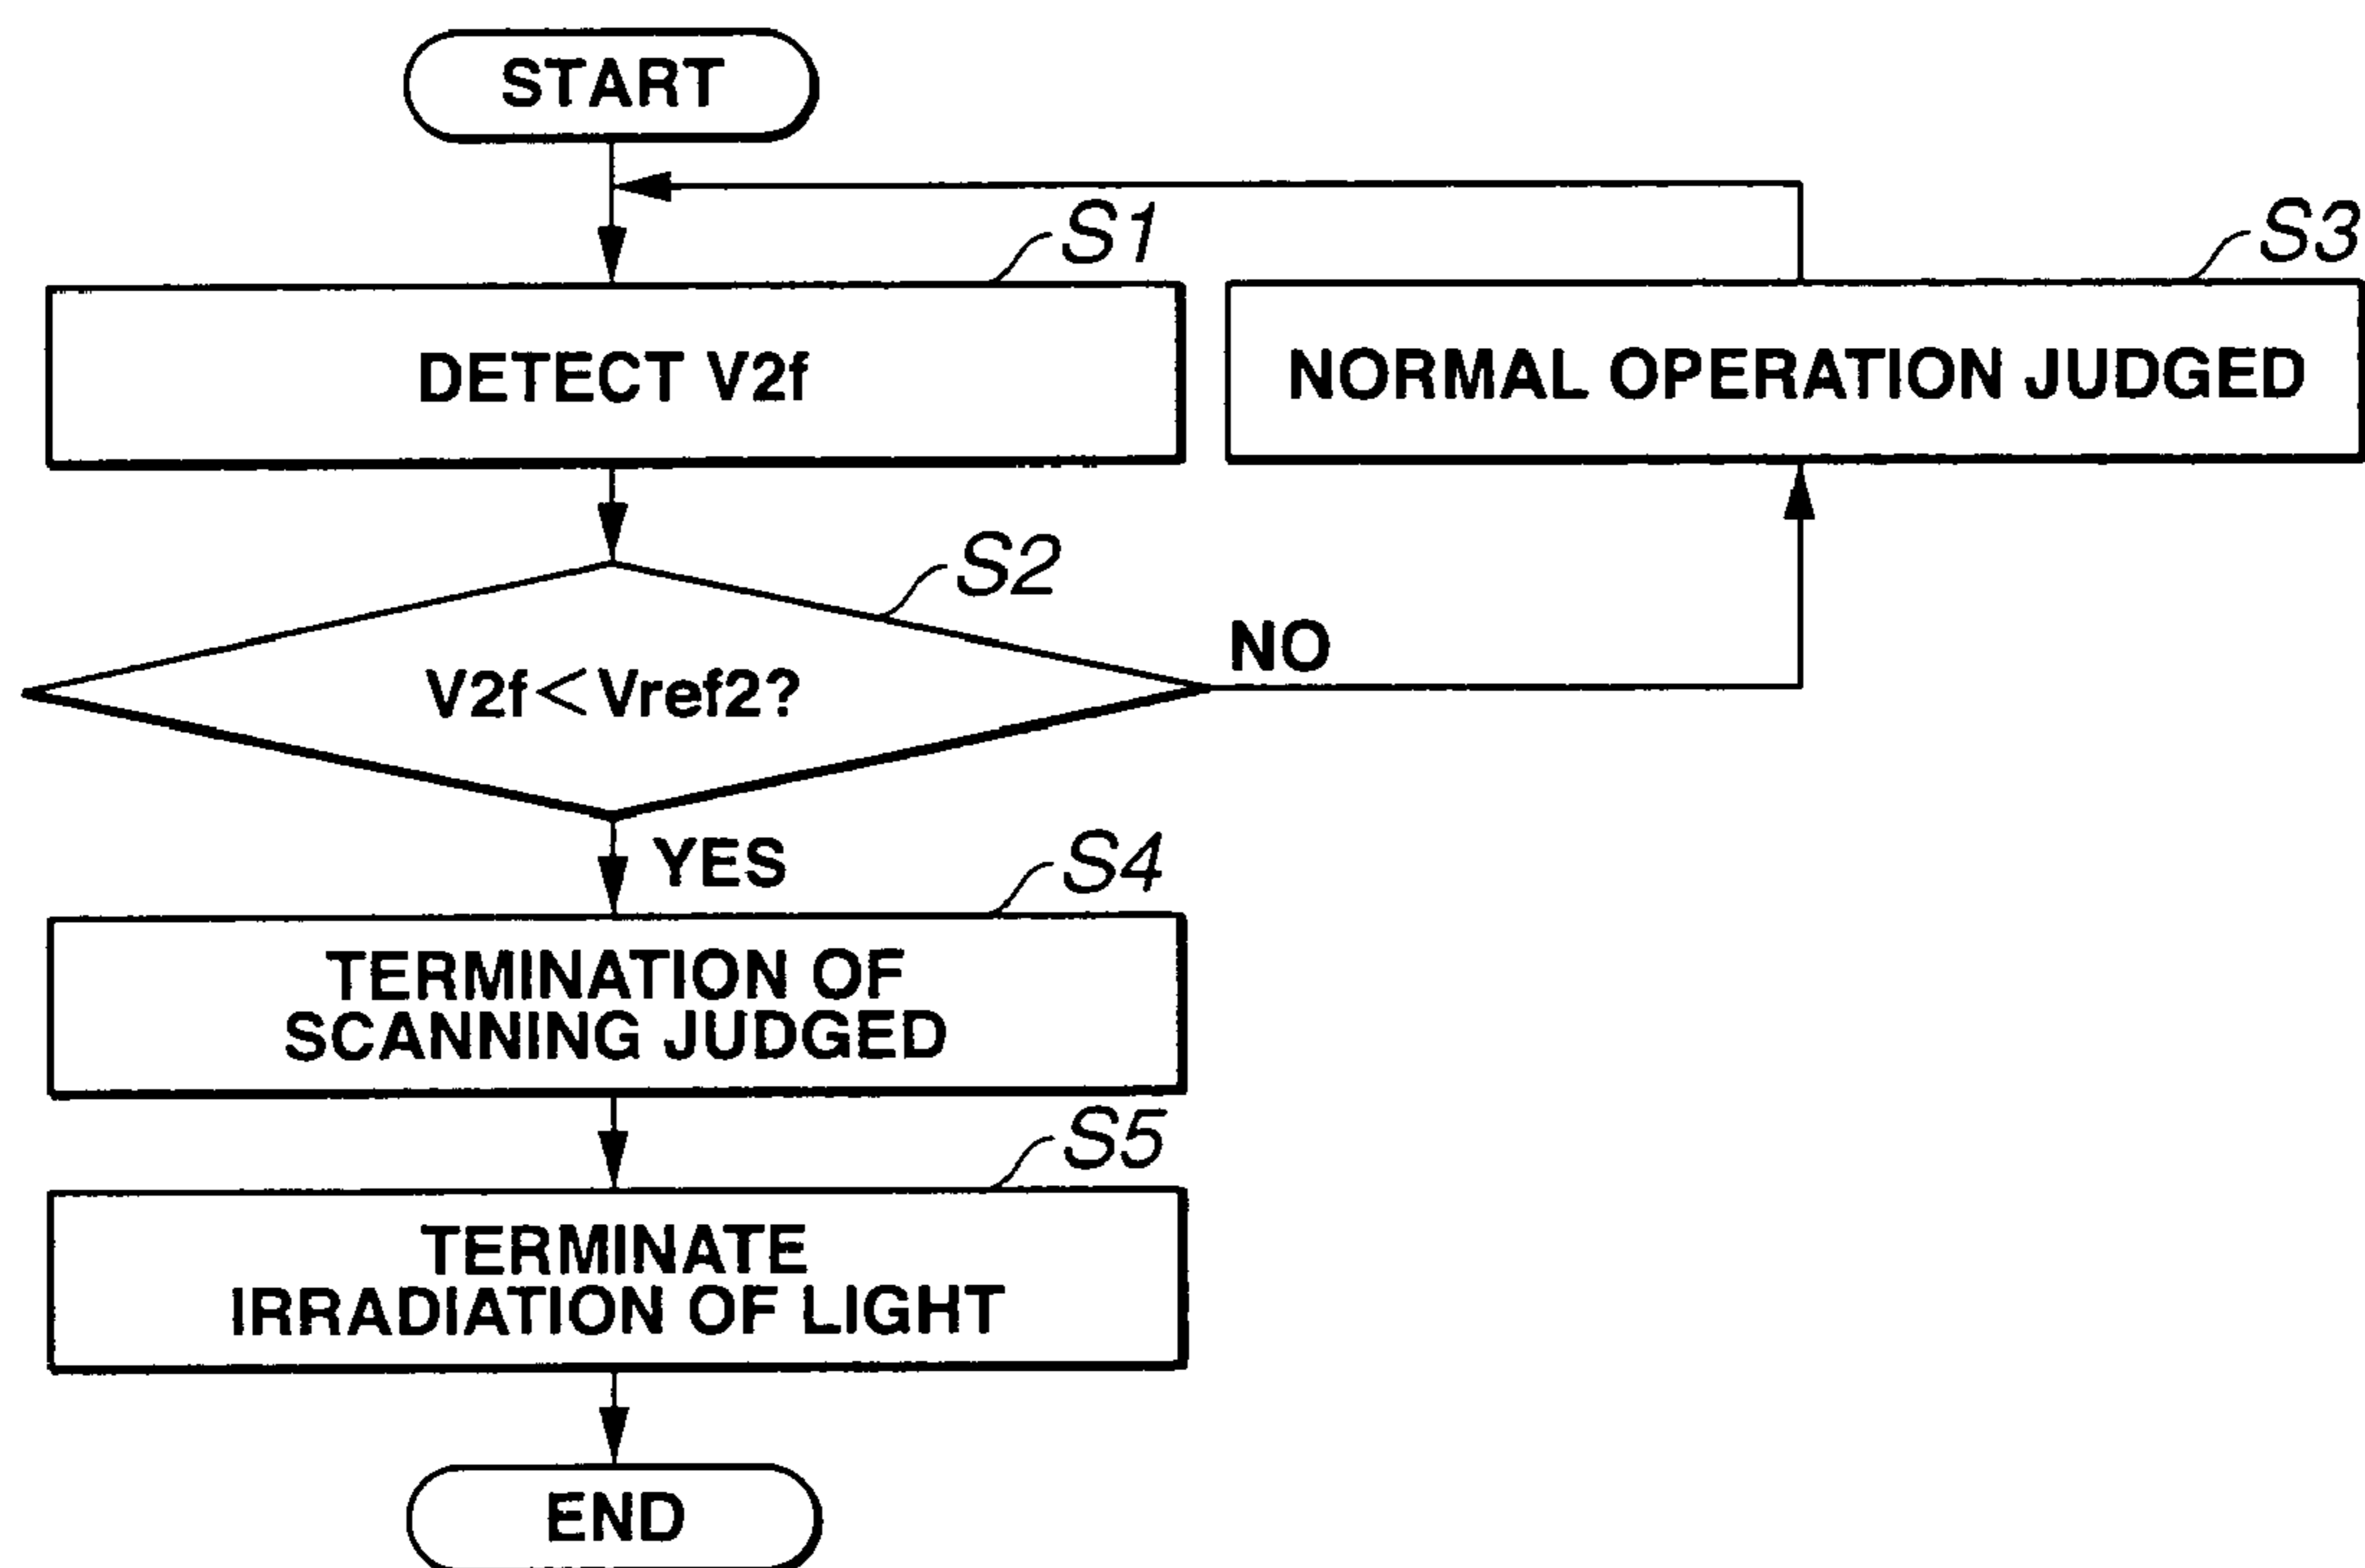 START
S1
S3
DETECT V2f
NORMAL OPERATION JUDGED
S2
V2f<Vref2?
NO
YES
S4
TERMINATION OF
SCANNING JUDGED
S5
TERMINATE
IRRADIATION OF LIGHT
END